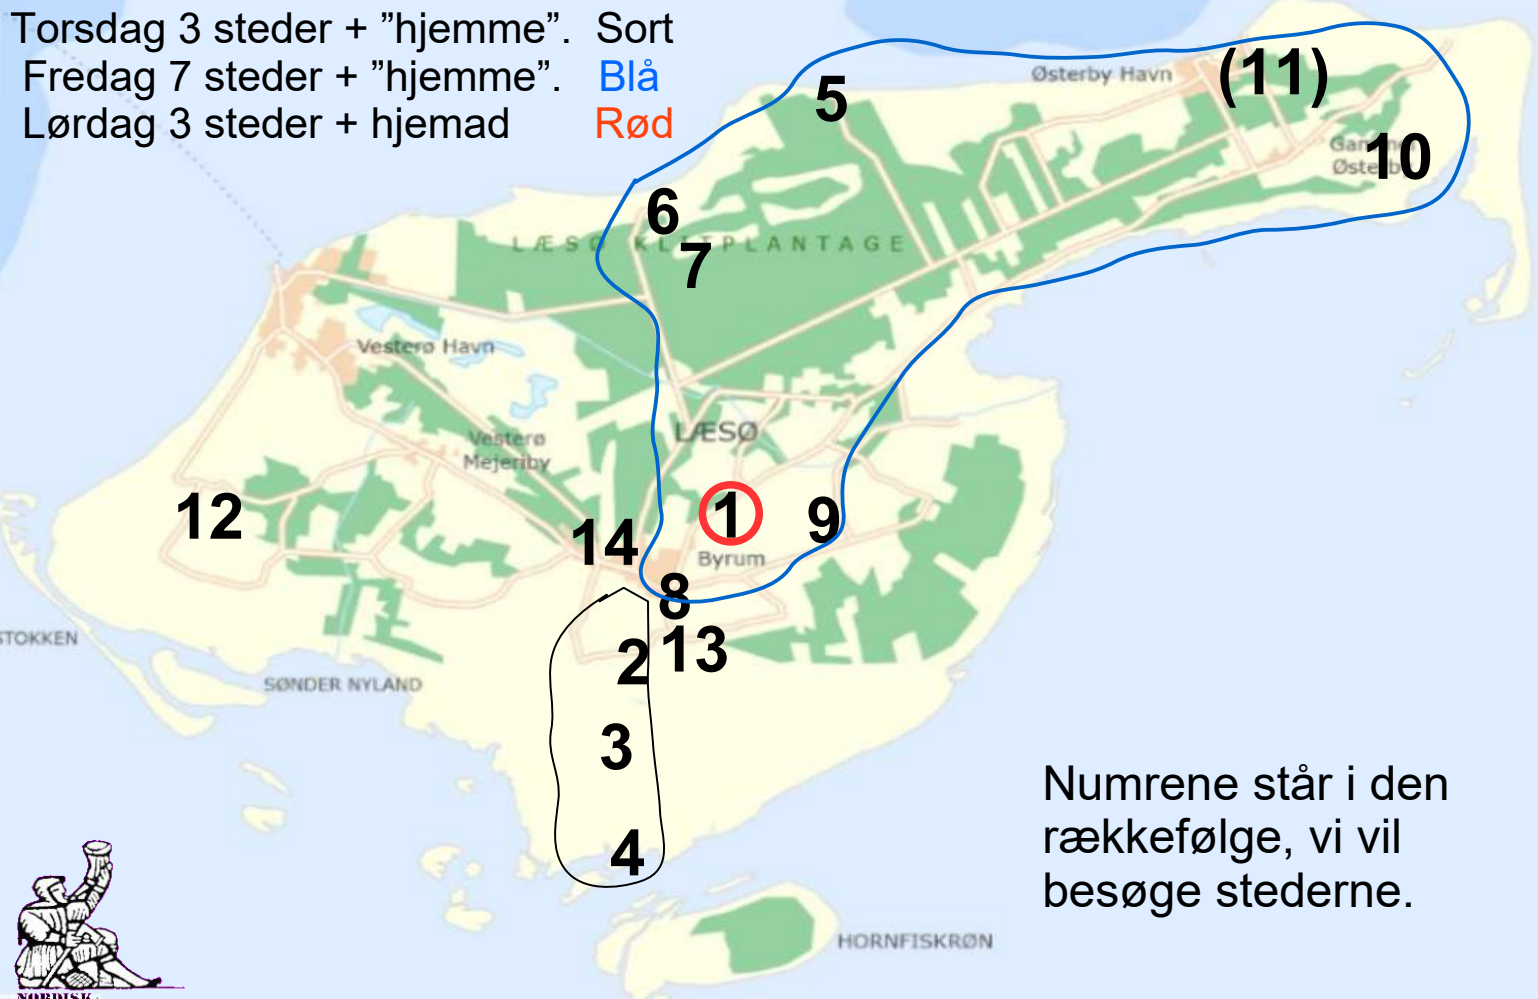 Torsdag 3 steder + ”hjemme”. Sort
Fredag 7 steder + ”hjemme”. Blå
Lørdag 3 steder + hjemad Rød
5
Østerby Havn
(11)
10
6
LÆSØ KLITPLANTAGE
7
Vesterø Havn
LÆSØ
Vesterø
Mejeriby
12
14
1
9
Byrum
8
2
13
STOKKEN
SØNDER NYLAND
3
4
Numrene står i den
rækkefølge, vi vil
besøge stederne.
HORNFISKRØN
NORDISK